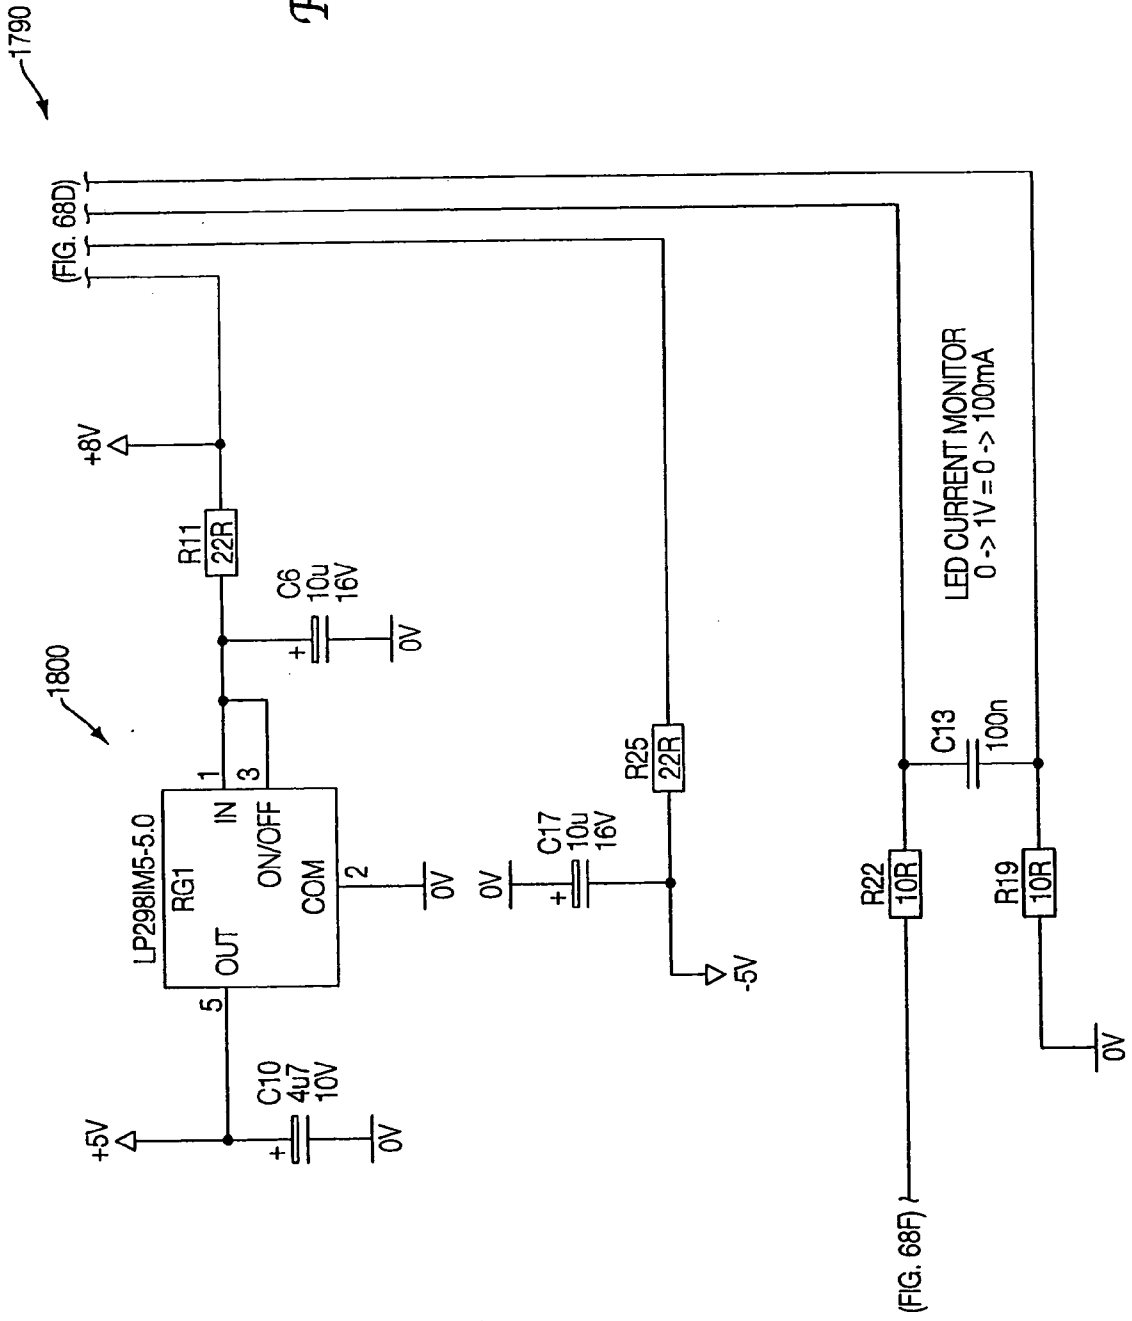 1790
F
(FIG. 68D)
+8V
R11
22R
C6
10u
16V
+
0V
1800
LP298IM5-5.0
RG1
IN
1
ON/OFF
3
COM
2
OUT
5
0V
+5V
C10
4u7
10V
+
0V
R25
22R
C17
10u
16V
+
0V
-5V
LED CURRENT MONITOR
0 -> 1V = 0 -> 100mA
C13
100n
R22
10R
R19
10R
0V
(FIG. 68F)